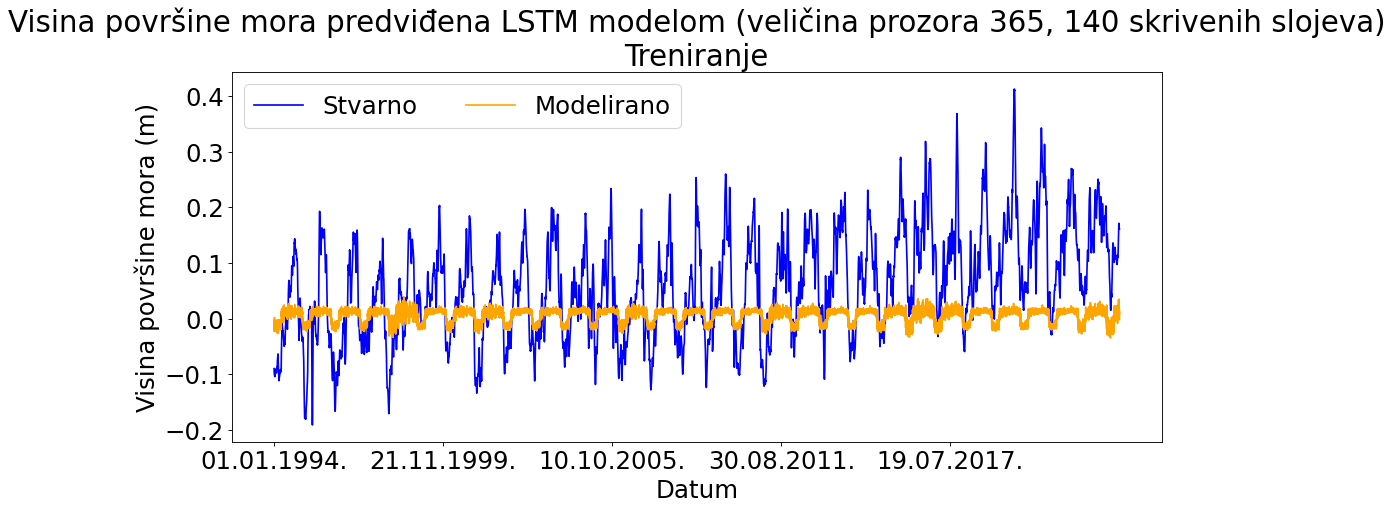 Visina površine mora predviđena LSTM modelom (veličina prozora 365, 140 skrivenih slojeva)
Treniranje
Stvarno
Modelirano
Visina površine mora (m)
0.4
0.3
0.2
0.1
0.0
−0.1
−0.2
01.01.1994.
21.11.1999.
10.10.2005.
30.08.2011.
19.07.2017.
Datum